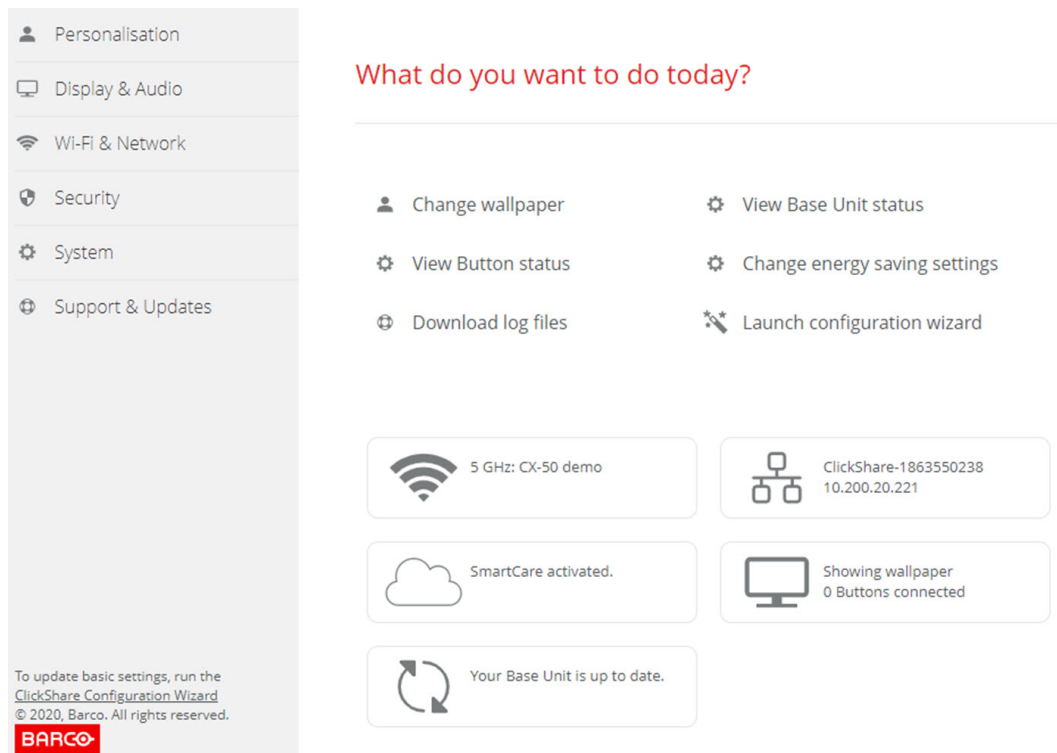 Personalisation
Display & Audio
Wi-Fi & Network
Security
System
Support & Updates
To update basic settings, run the
ClickShare Configuration Wizard
© 2020, Barco. All rights reserved.
BARCO
What do you want to do today?
Change wallpaper
View Base Unit status
View Button status
Change energy saving settings
Download log files
Launch configuration wizard
5 GHz: CX-50 demo
ClickShare-1863550238
10.200.20.221
SmartCare activated.
Showing wallpaper
0 Buttons connected
Your Base Unit is up to date.